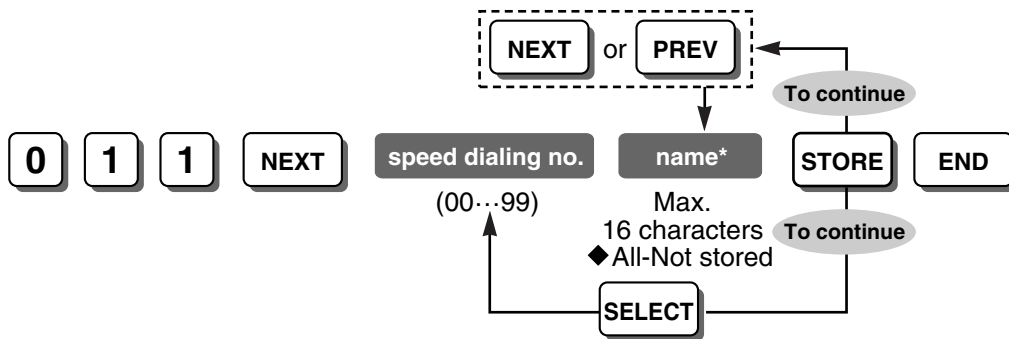 NEXT or PREV
To continue
0 1 1 NEXT speed dialing no. name* STORE END
(00···99) Max.
16 characters
To continue
◆All-Not stored
SELECT